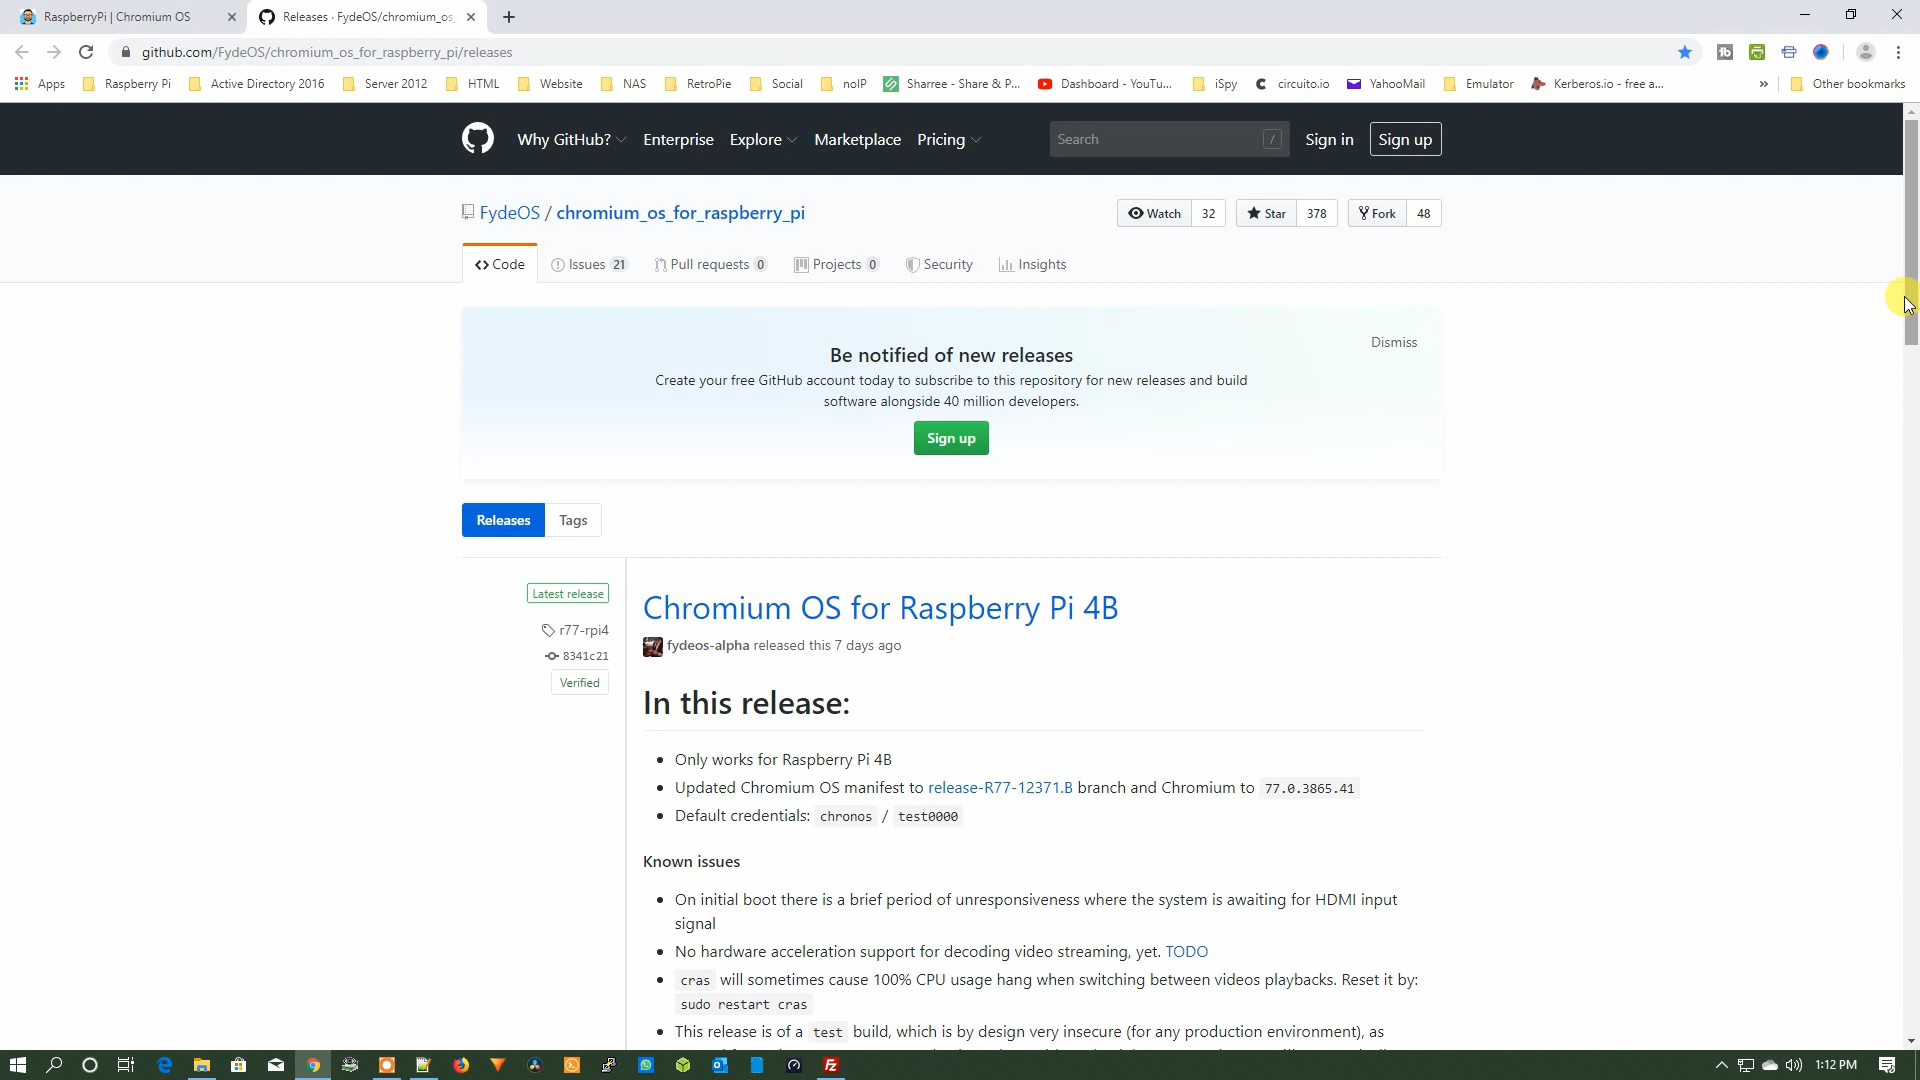 RaspberryPi | Chromium OS
Releases · FydeOS/chromium_os_
github.com/FydeOS/chromium_os_for_raspberry_pi/releases
Apps Raspberry Pi Active Directory 2016 Server 2012 HTML Website NAS RetroPie Social noIP Sharree - Share & P... Dashboard - YouTu... iSpy circuito.io YahooMail Emulator Kerberos.io - free a... » Other bookmarks
Why GitHub? Enterprise Explore Marketplace Pricing Search / Sign in Sign up
FydeOS / chromium_os_for_raspberry_pi
Watch 32 Star 378 Fork 48
Code Issues 21 Pull requests 0 Projects 0 Security Insights
Dismiss
Be notified of new releases
Create your free GitHub account today to subscribe to this repository for new releases and build
software alongside 40 million developers.
Sign up
Releases Tags
Latest release
r77-rpi4
8341c21
Verified
Chromium OS for Raspberry Pi 4B
fydeos-alpha released this 7 days ago
In this release:
• Only works for Raspberry Pi 4B
• Updated Chromium OS manifest to release-R77-12371.B branch and Chromium to 77.0.3865.41
• Default credentials: chronos / test0000
Known issues
• On initial boot there is a brief period of unresponsiveness where the system is awaiting for HDMI input
signal
• No hardware acceleration support for decoding video streaming, yet. TODO
• cras will sometimes cause 100% CPU usage hang when switching between videos playbacks. Reset it by:
sudo restart cras
• This release is of a test build, which is by design very insecure (for any production environment), as
1:12 PM